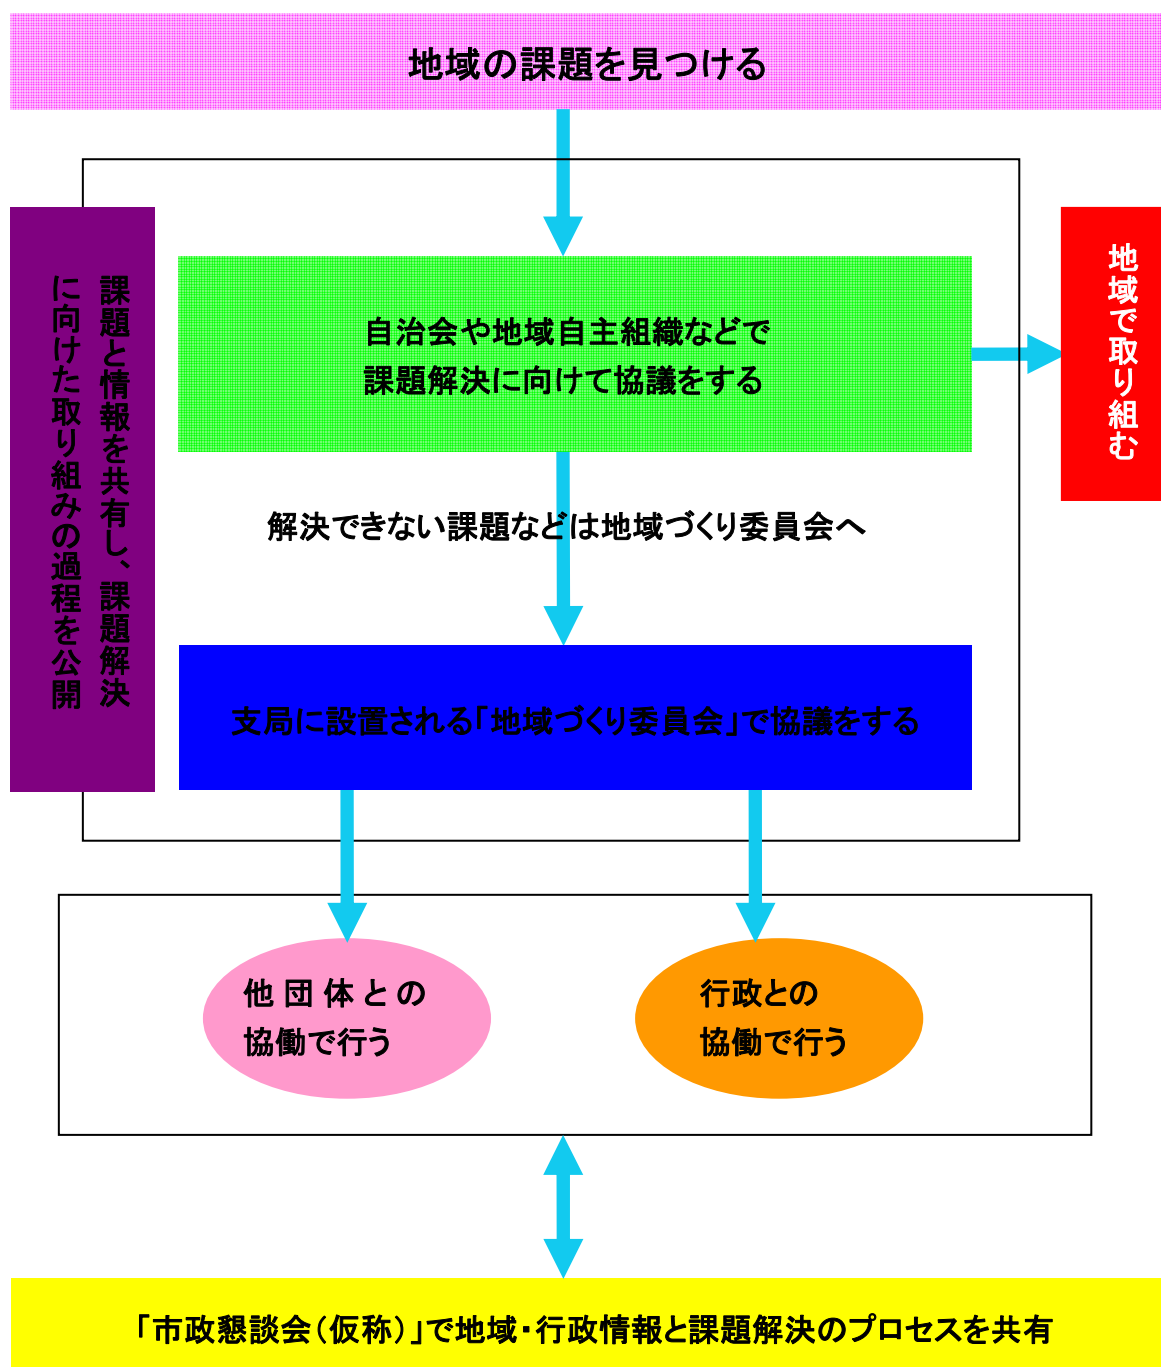 地域の課題を見つける
課題と情報を共有し、課題解決
に向けた取り組みの過程を公開
自治会や地域自主組織などで
課題解決に向けて協議をする
地域で取り組む
解決できない課題などは地域づくり委員会へ
支局に設置される「地域づくり委員会」で協議をする
他団体との
協働で行う
行政との
協働で行う
「市政懇談会（仮称）」で地域・行政情報と課題解決のプロセスを共有